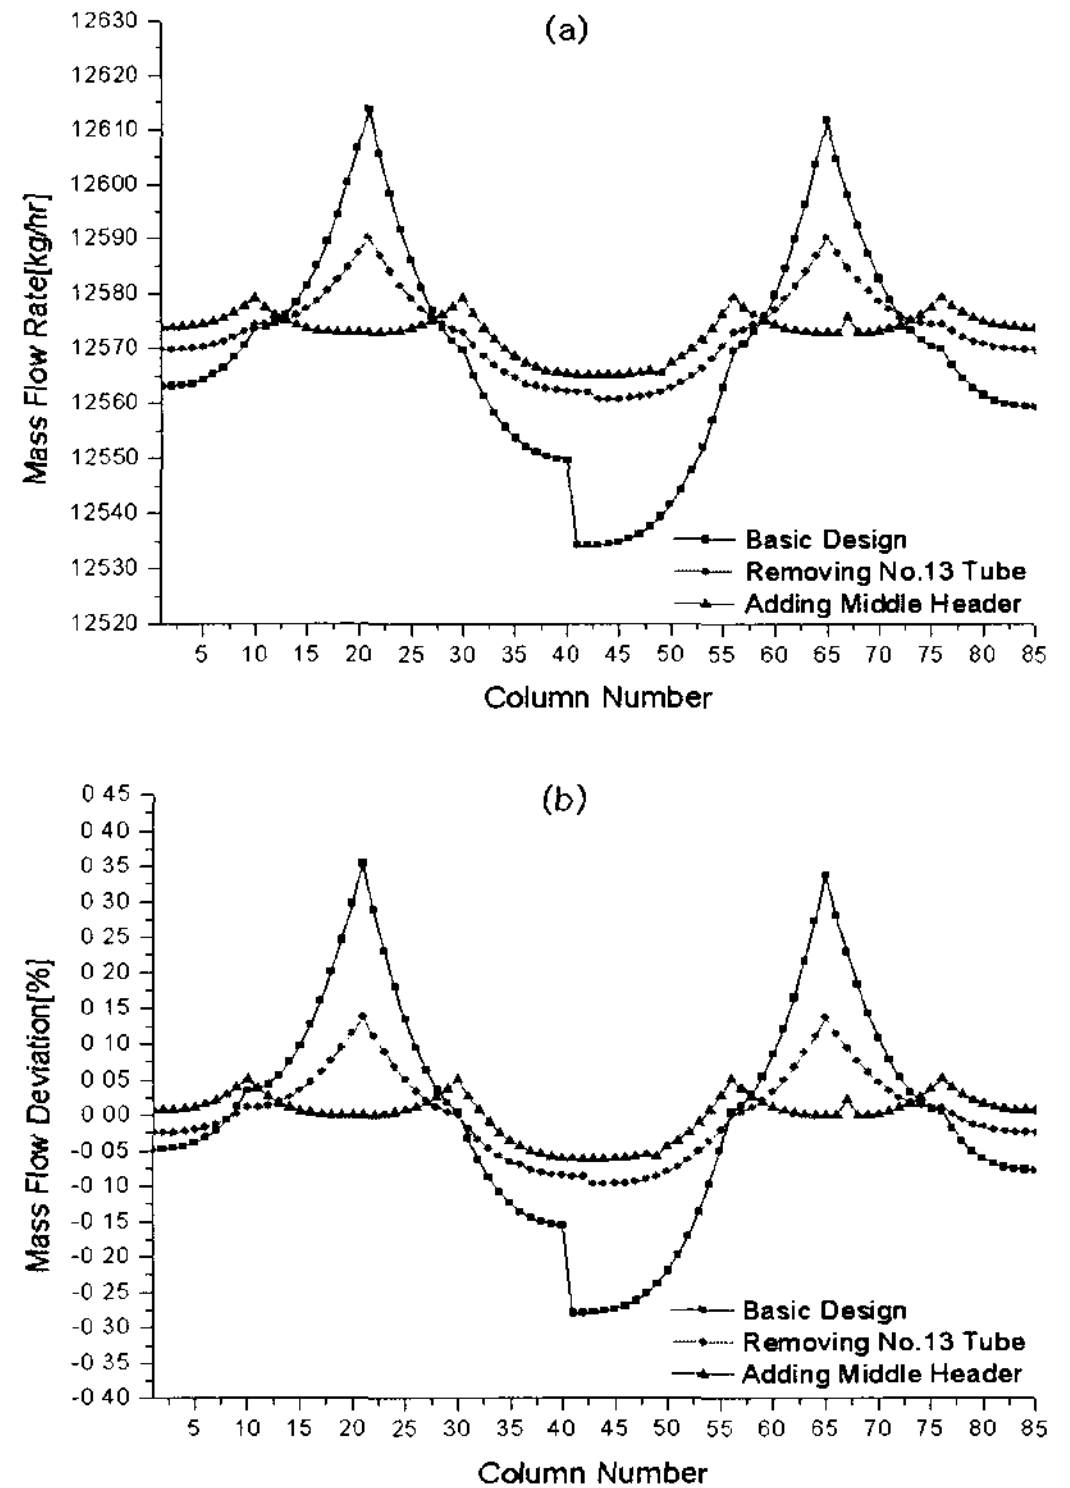 (a)
12630
12620
12610
12600
12590
12580
12570
12560
12550
12540
12530
12520
Mass Flow Rate[kg/hr]
Basic Design
Removing No.13 Tube
Adding Middle Header
5 10 15 20 25 30 35 40 45 50 55 60 65 70 75 80 85
Column Number
(b)
0 45
0 40
0 35
0 30
0 25
0 20
0 15
0 10
0 05
0 00
-0 05
-0 10
-0 15
-0 20
-0 25
-0 30
-0 35
-0 40
Mass Flow Deviation[%]
Basic Design
Removing No.13 Tube
Adding Middle Header
5 10 15 20 25 30 35 40 45 50 55 60 65 70 75 80 85
Column Number